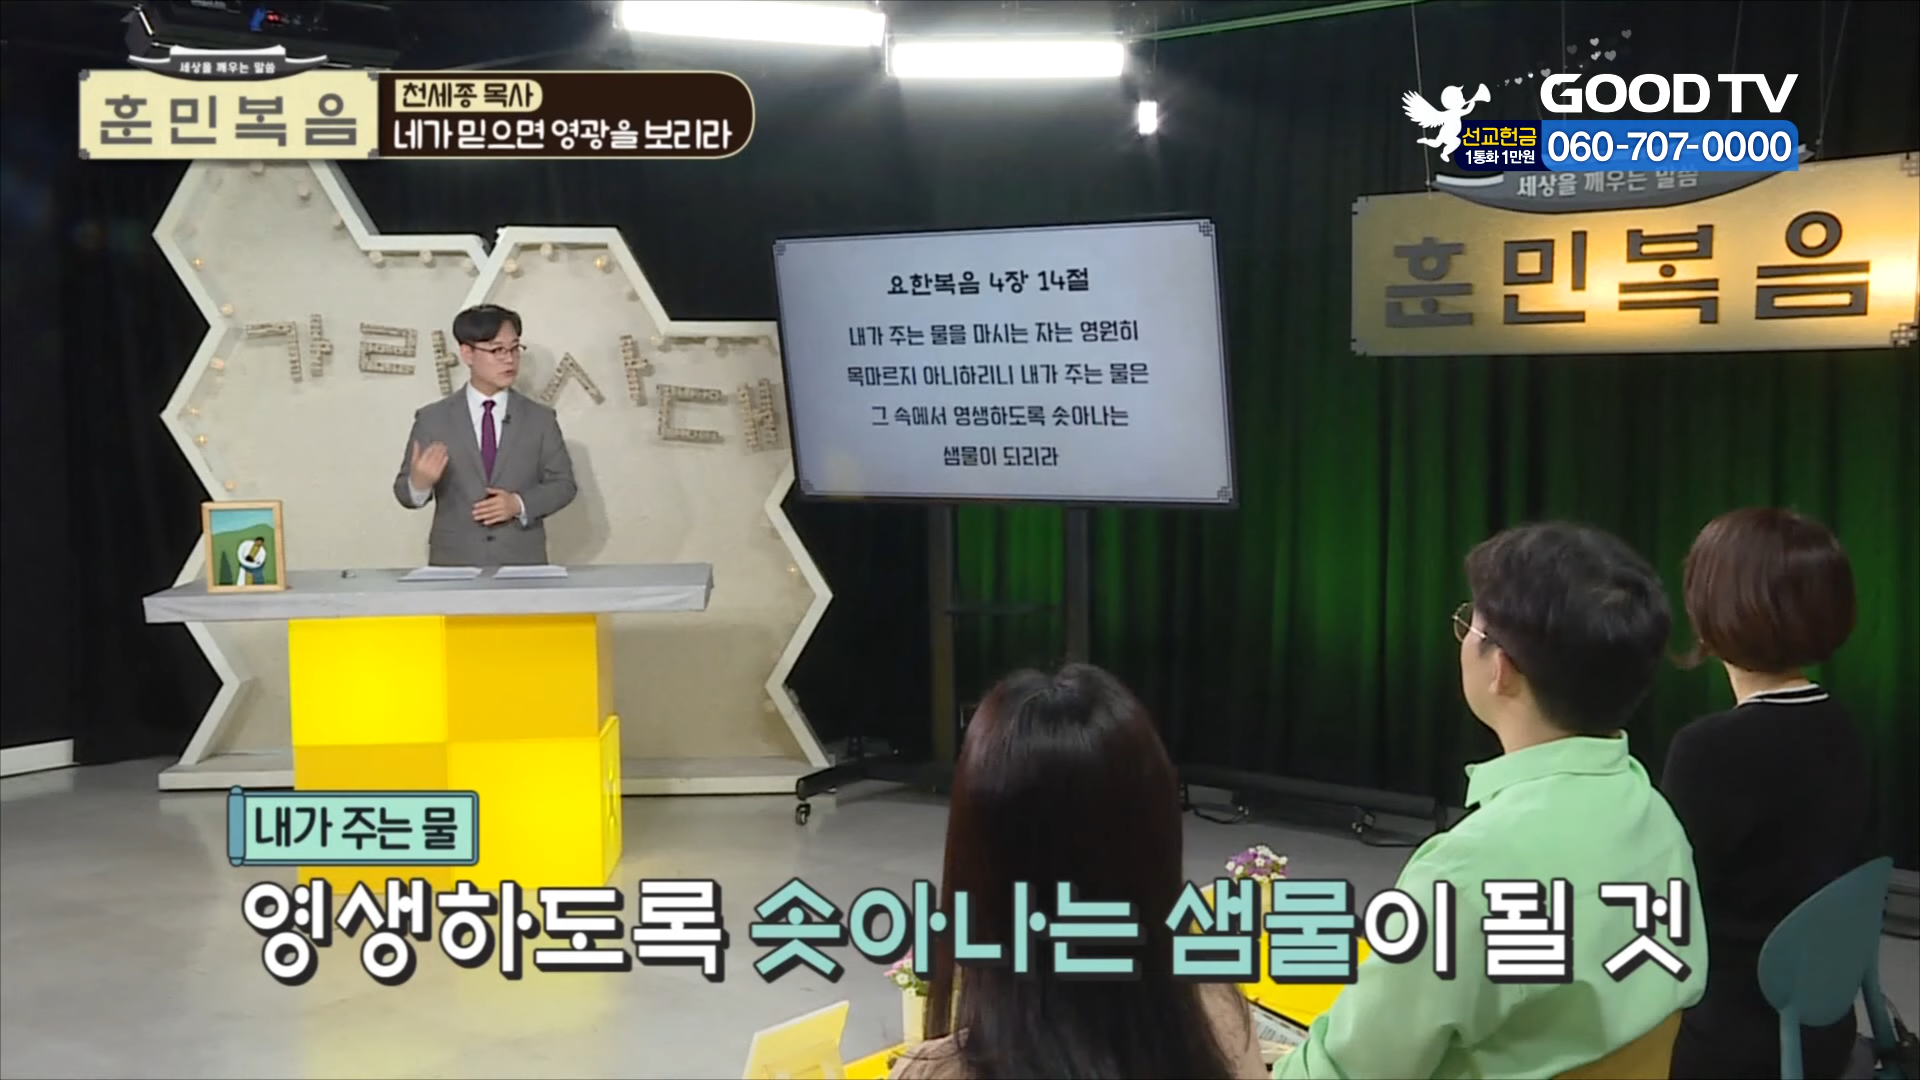 세상을 깨우는 말씀
훈민복음
천세종 목사
네가 믿으면 영광을 보리라
GOOD TV
선교헌금
1통화 1만원
060-707-0000
세상을 깨우는 말씀
훈민복음
가라사대
요한복음 4장 14절
내가 주는 물을 마시는 자는 영원히
목마르지 아니하리니 내가 주는 물은
그 속에서 영생하도록 솟아나는
샘물이 되리라
내가 주는 물
영생하도록 솟아나는 샘물이 될 것